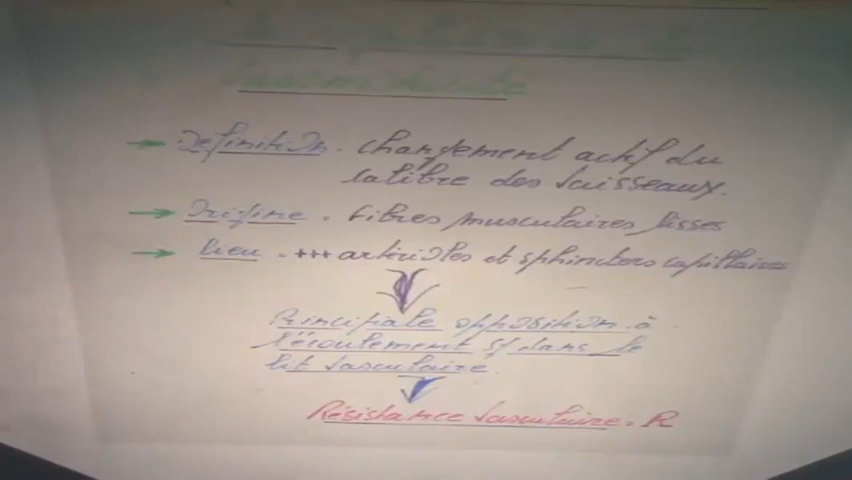 → Définition. changement actif du
calibre des vaisseaux.
→ Origine. Fibres musculaires lisses
→ lieu. +++ artérioles et sphincters capillaires
Principale opposition à
l'écoulement sg dans le
lit vasculaire.
Résistance vasculaire = R